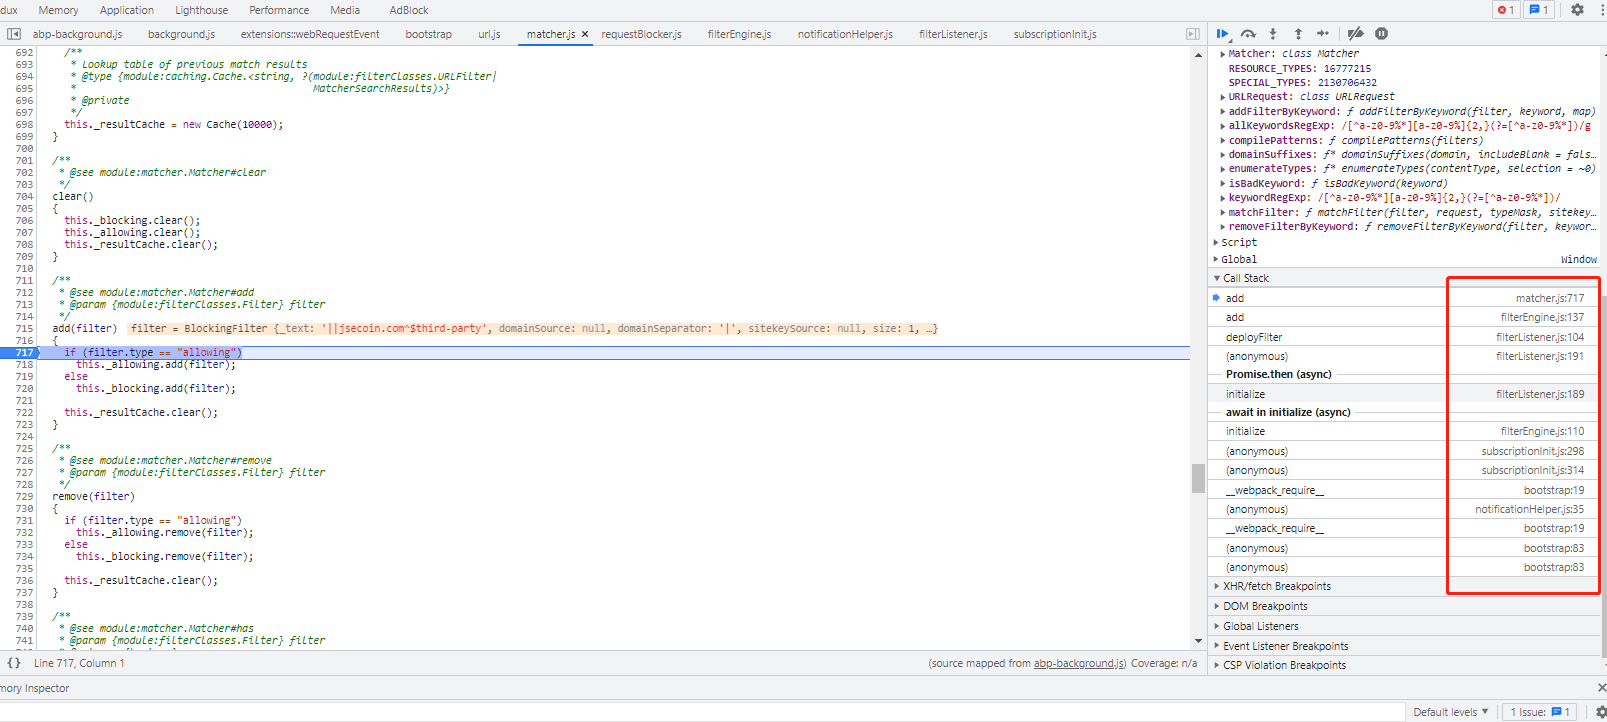 dux Memory Application Lighthouse Performance Media AdBlock 1 1
abp-background.js background.js extensions::webRequestEvent bootstrap url.js matcher.js × requestBlocker.js filterEngine.js notificationHelper.js filterListener.js subscriptionInit.js
692 /**
693 * Lookup table of previous match results
694 * @type {module:caching.Cache.<string, ?(module:filterClasses.URLFilter|
695 * MatcherSearchResults)>}
696 * @private
697 */
698 this._resultCache = new Cache(10000);
699 }
700
701 /**
702 * @see module:matcher.Matcher#clear
703 */
704 clear()
705 {
706 this._blocking.clear();
707 this._allowing.clear();
708 this._resultCache.clear();
709 }
710
711 /**
712 * @see module:matcher.Matcher#add
713 * @param {module:filterClasses.Filter} filter
714 */
715 add(filter) filter = BlockingFilter {_text: '||jsecoin.com^$third-party', domainSource: null, domainSeparator: '|', sitekeySource: null, size: 1, …}
716 {
717 if (filter.type == "allowing")
718 this._allowing.add(filter);
719 else
720 this._blocking.add(filter);
721
722 this._resultCache.clear();
723 }
724
725 /**
726 * @see module:matcher.Matcher#remove
727 * @param {module:filterClasses.Filter} filter
728 */
729 remove(filter)
730 {
731 if (filter.type == "allowing")
732 this._allowing.remove(filter);
733 else
734 this._blocking.remove(filter);
735
736 this._resultCache.clear();
737 }
738
739 /**
740 * @see module:matcher.Matcher#has
741 * @param {module:filterClasses.Filter} filter
{} Line 717, Column 1 (source mapped from abp-background.js) Coverage: n/a
Matcher: class Matcher
RESOURCE_TYPES: 16777215
SPECIAL_TYPES: 2130706432
URLRequest: class URLRequest
addFilterByKeyword: ƒ addFilterByKeyword(filter, keyword, map)
allKeywordsRegExp: /[^a-z0-9%*][a-z0-9%]{2,}(?=[^a-z0-9%*])/g
compilePatterns: ƒ compilePatterns(filters)
domainSuffixes: ƒ* domainSuffixes(domain, includeBlank = fals…
enumerateTypes: ƒ* enumerateTypes(contentType, selection = ~0)
isBadKeyword: ƒ isBadKeyword(keyword)
keywordRegExp: /[^a-z0-9%*][a-z0-9%]{2,}(?=[^a-z0-9%*])/
matchFilter: ƒ matchFilter(filter, request, typeMask, sitekey…
removeFilterByKeyword: ƒ removeFilterByKeyword(filter, keywor…
Script
Global Window
Call Stack
add matcher.js:717
add filterEngine.js:137
deployFilter filterListener.js:104
(anonymous) filterListener.js:191
Promise.then (async)
initialize filterListener.js:189
await in initialize (async)
initialize filterEngine.js:110
(anonymous) subscriptionInit.js:298
(anonymous) subscriptionInit.js:314
__webpack_require__ bootstrap:19
(anonymous) notificationHelper.js:35
__webpack_require__ bootstrap:19
(anonymous) bootstrap:83
(anonymous) bootstrap:83
XHR/fetch Breakpoints
DOM Breakpoints
Global Listeners
Event Listener Breakpoints
CSP Violation Breakpoints
mory Inspector
Default levels 1 Issue: 1